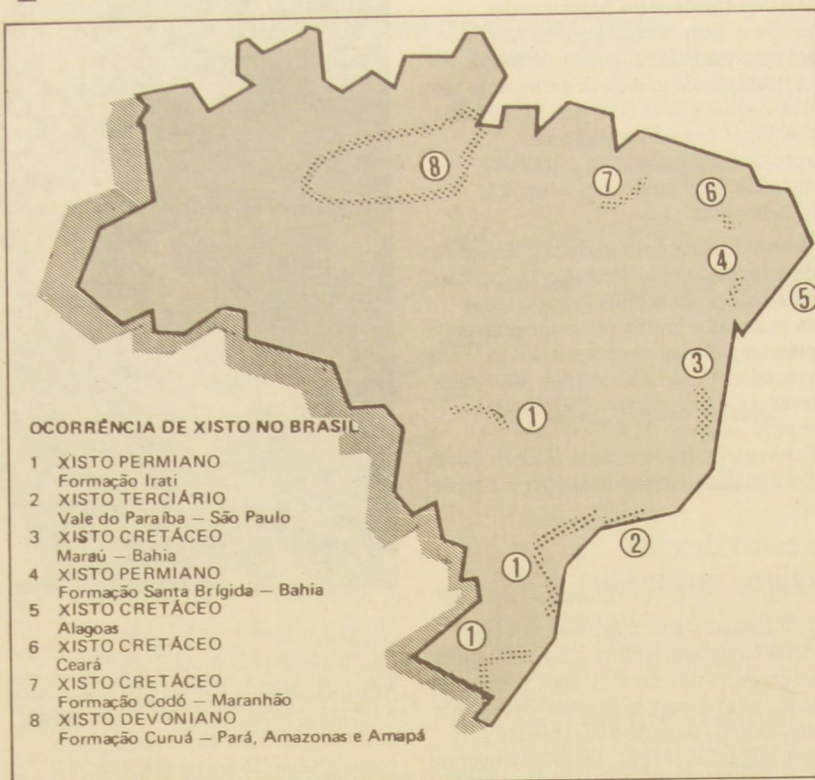 8
7
6
4
5
3
1
2
1
1
OCORRÊNCIA DE XISTO NO BRASIL
1 XISTO PERMIANO
Formação Irati
2 XISTO TERCIÁRIO
Vale do Paraíba — São Paulo
3 XISTO CRETÁCEO
Maraú — Bahia
4 XISTO PERMIANO
Formação Santa Brígida — Bahia
5 XISTO CRETÁCEO
Alagoas
6 XISTO CRETÁCEO
Ceará
7 XISTO CRETÁCEO
Formação Codó — Maranhão
8 XISTO DEVONIANO
Formação Curuá — Pará, Amazonas e Amapá